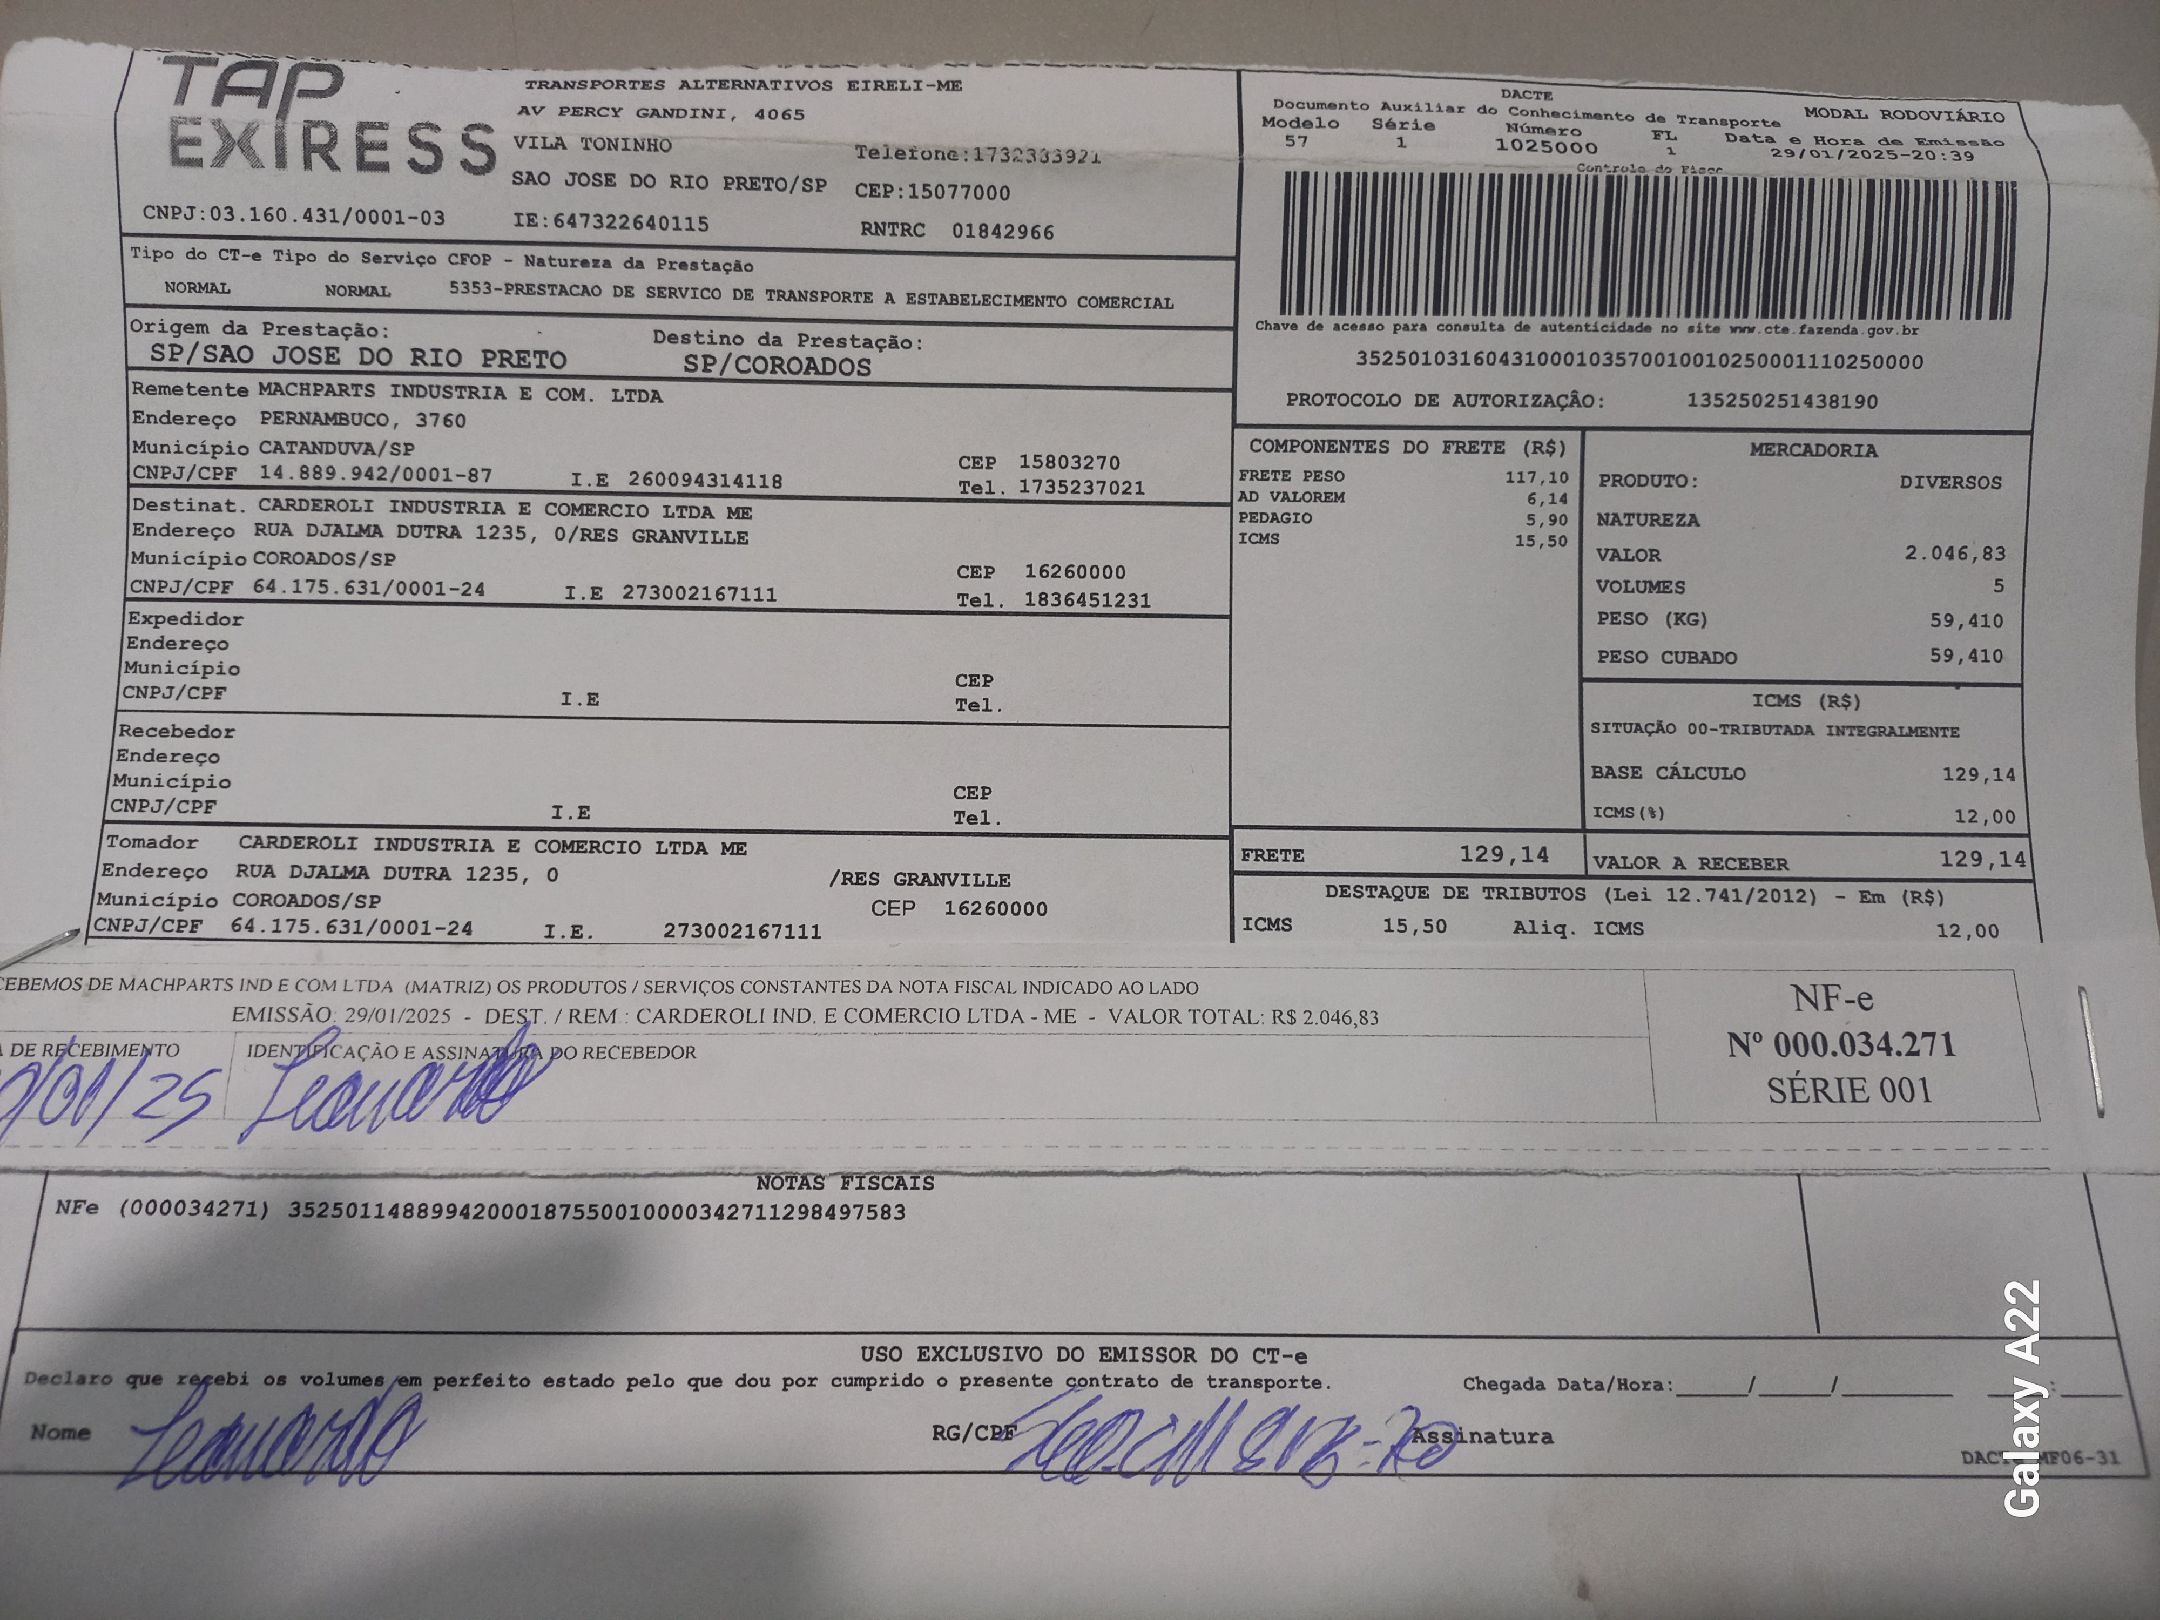 TAP
EXPRESS
TRANSPORTES ALTERNATIVOS EIRELI-ME
AV PERCY GANDINI, 4065
VILA TONINHO
Telefone:1732333921
SAO JOSE DO RIO PRETO/SP CEP:15077000
CNPJ:03.160.431/0001-03 IE:647322640115 RNTRC 01842966
DACTE
Documento Auxiliar do Conhecimento de Transporte MODAL RODOVIÁRIO
Modelo Série Número FL Data e Hora de Emissão
57 1 1025000 1 29/01/2025-20:39
Controle do Fisco
Chave de acesso para consulta de autenticidade no site www.cte.fazenda.gov.br
35250103160431000103570010010250001110250000
PROTOCOLO DE AUTORIZAÇÂO: 135250251438190
Tipo do CT-e Tipo do Serviço CFOP - Natureza da Prestação
NORMAL NORMAL 5353-PRESTACAO DE SERVICO DE TRANSPORTE A ESTABELECIMENTO COMERCIAL
Origem da Prestação: Destino da Prestação:
SP/SAO JOSE DO RIO PRETO SP/COROADOS
Remetente MACHPARTS INDUSTRIA E COM. LTDA
Endereço PERNAMBUCO, 3760
Município CATANDUVA/SP CEP 15803270
CNPJ/CPF 14.889.942/0001-87 I.E 260094314118 Tel. 1735237021
Destinat. CARDEROLI INDUSTRIA E COMERCIO LTDA ME
Endereço RUA DJALMA DUTRA 1235, 0/RES GRANVILLE
Município COROADOS/SP CEP 16260000
CNPJ/CPF 64.175.631/0001-24 I.E 273002167111 Tel. 1836451231
Expedidor
Endereço
Município CEP
CNPJ/CPF I.E Tel.
Recebedor
Endereço
Município CEP
CNPJ/CPF I.E Tel.
Tomador CARDEROLI INDUSTRIA E COMERCIO LTDA ME
Endereço RUA DJALMA DUTRA 1235, 0 /RES GRANVILLE
Município COROADOS/SP CEP 16260000
CNPJ/CPF 64.175.631/0001-24 I.E. 273002167111
COMPONENTES DO FRETE (R$)
FRETE PESO 117,10
AD VALOREM 6,14
PEDAGIO 5,90
ICMS 15,50
MERCADORIA
PRODUTO: DIVERSOS
NATUREZA
VALOR 2.046,83
VOLUMES 5
PESO (KG) 59,410
PESO CUBADO 59,410
ICMS (R$)
SITUAÇÃO 00-TRIBUTADA INTEGRALMENTE
BASE CÁLCULO 129,14
ICMS(%) 12,00
FRETE 129,14 VALOR A RECEBER 129,14
DESTAQUE DE TRIBUTOS (Lei 12.741/2012) - Em (R$)
ICMS 15,50 Aliq. ICMS 12,00
CEBEMOS DE MACHPARTS IND E COM LTDA (MATRIZ) OS PRODUTOS / SERVIÇOS CONSTANTES DA NOTA FISCAL INDICADO AO LADO
EMISSÃO: 29/01/2025 - DEST. / REM.: CARDEROLI IND. E COMERCIO LTDA - ME - VALOR TOTAL: R$ 2.046,83
A DE RECEBIMENTO IDENTIFICAÇÃO E ASSINATURA DO RECEBEDOR
/01/25 Leonardo
NF-e
Nº 000.034.271
SÉRIE 001
NOTAS FISCAIS
NFe (000034271) 35250114889942000187550010000342711298497583
USO EXCLUSIVO DO EMISSOR DO CT-e
Declaro que recebi os volumes em perfeito estado pelo que dou por cumprido o presente contrato de transporte. Chegada Data/Hora:_____/_____/_______ ___:____
Nome Leonardo RG/CPF Assinatura
Galaxy A22